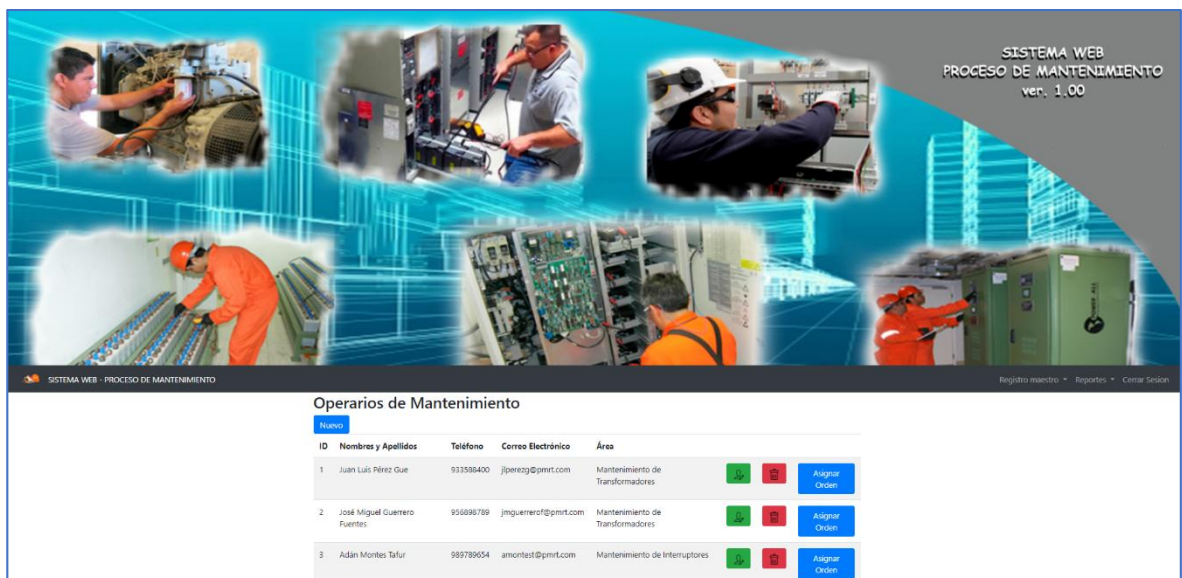 SISTEMA WEB
PROCESO DE MANTENIMIENTO
ver. 1.00
SISTEMA WEB - PROCESO DE MANTENIMIENTO
Registro maestro
Reportes
Cerrar Sesion
Operarios de Mantenimiento
Nuevo
ID Nombres y Apellidos Teléfono Correo Electrónico Área
1 Juan Luis Pérez Gue 933588400 jlperezg@pmrt.com Mantenimiento de
Transformadores
Asignar
Orden
2 José Miguel Guerrero
Fuentes
956898789 jmguerrerof@pmrt.com Mantenimiento de
Transformadores
Asignar
Orden
3 Adán Montes Tafur 989789654 amontest@pmrt.com Mantenimiento de Interruptores
Asignar
Orden